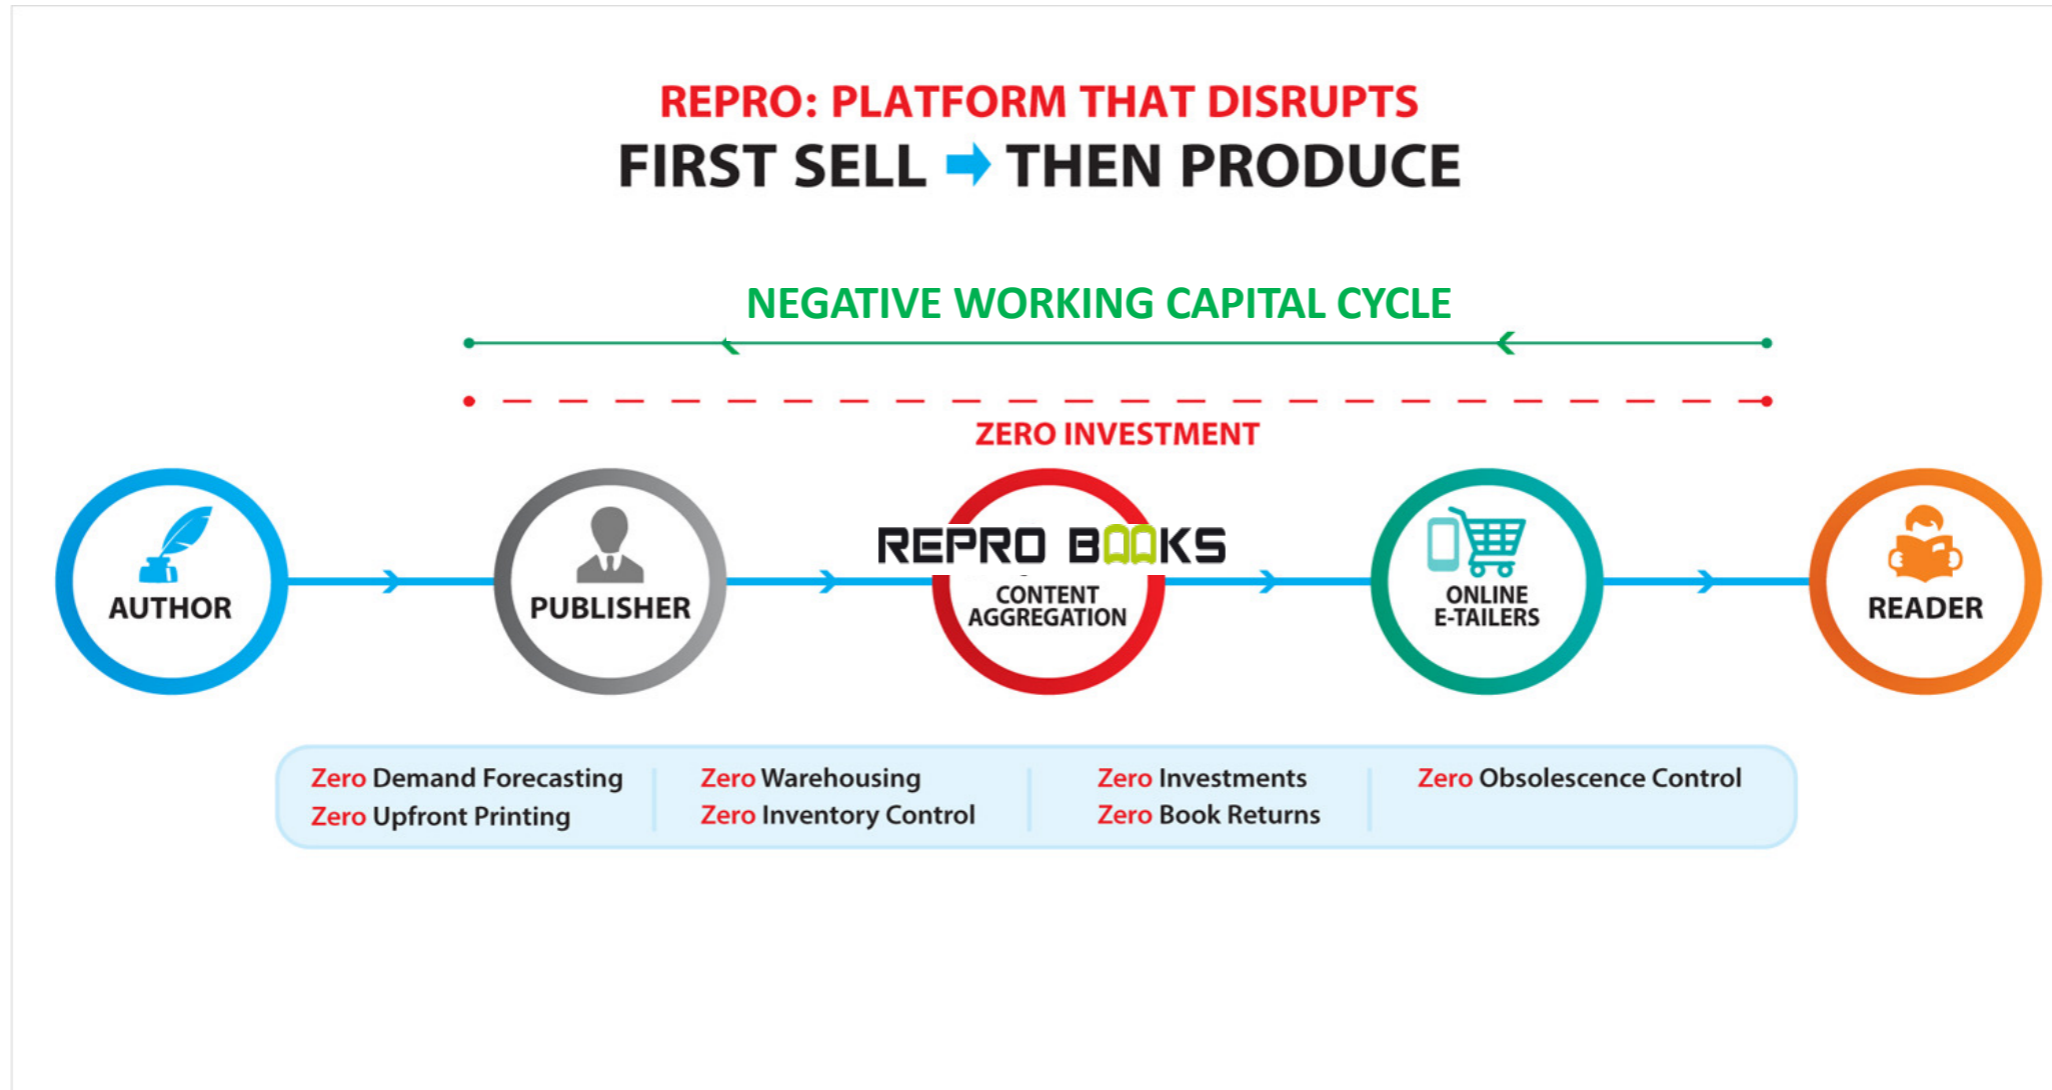 REPRO: PLATFORM THAT DISRUPTS
FIRST SELL THEN PRODUCE
NEGATIVE WORKING CAPITAL CYCLE
ZERO INVESTMENT
AUTHOR
PUBLISHER
REPRO BOOKS
CONTENT
AGGREGATION
ONLINE
E-TAILERS
READER
Zero Demand Forecasting
Zero Upfront Printing
Zero Warehousing
Zero Inventory Control
Zero Investments
Zero Book Returns
Zero Obsolescence Control